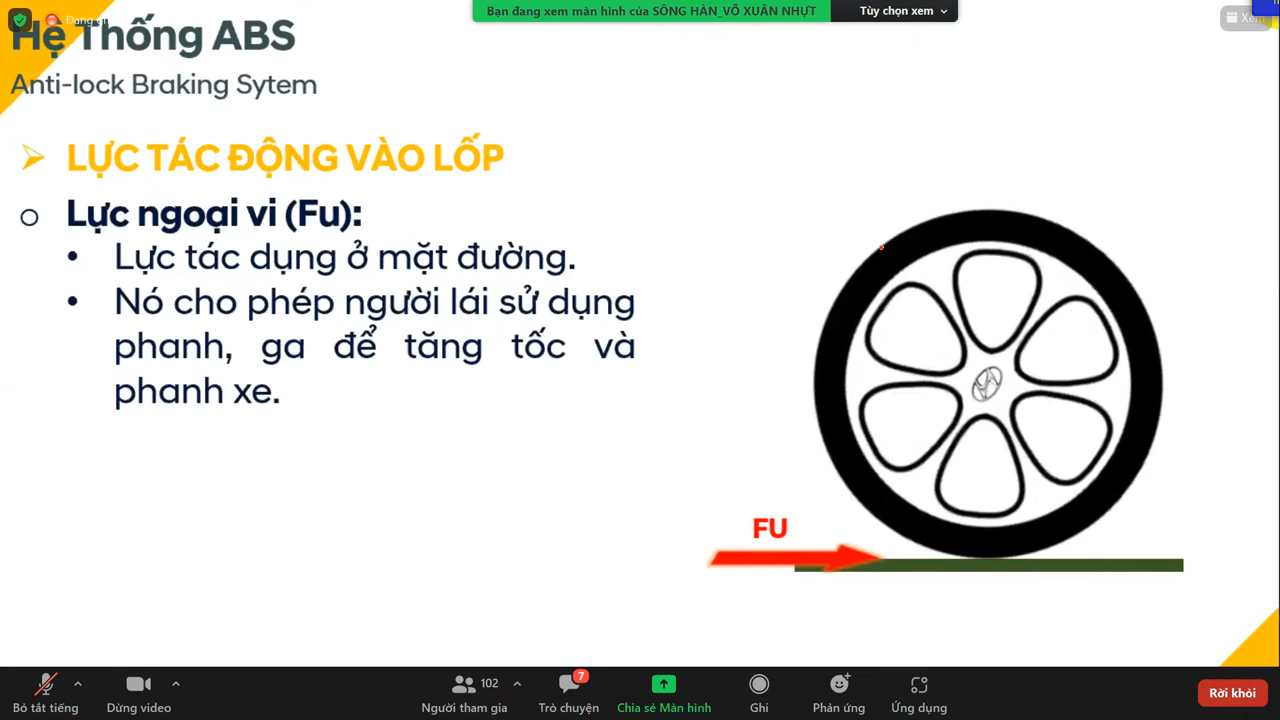 Bạn đang xem màn hình của SÔNG HÀN_VÕ XUÂN NHỰT
Tùy chọn xem
Xem
Hệ Thống ABS
Anti-lock Braking Sytem
LỰC TÁC ĐỘNG VÀO LỐP
Lực ngoại vi (Fu):
Lực tác dụng ở mặt đường.
Nó cho phép người lái sử dụng
phanh, ga để tăng tốc và
phanh xe.
FU
Bỏ tắt tiếng
Dừng video
102
Người tham gia
7
Trò chuyện
Chia sẻ Màn hình
Ghi
Phản ứng
Ứng dụng
Rời khỏi